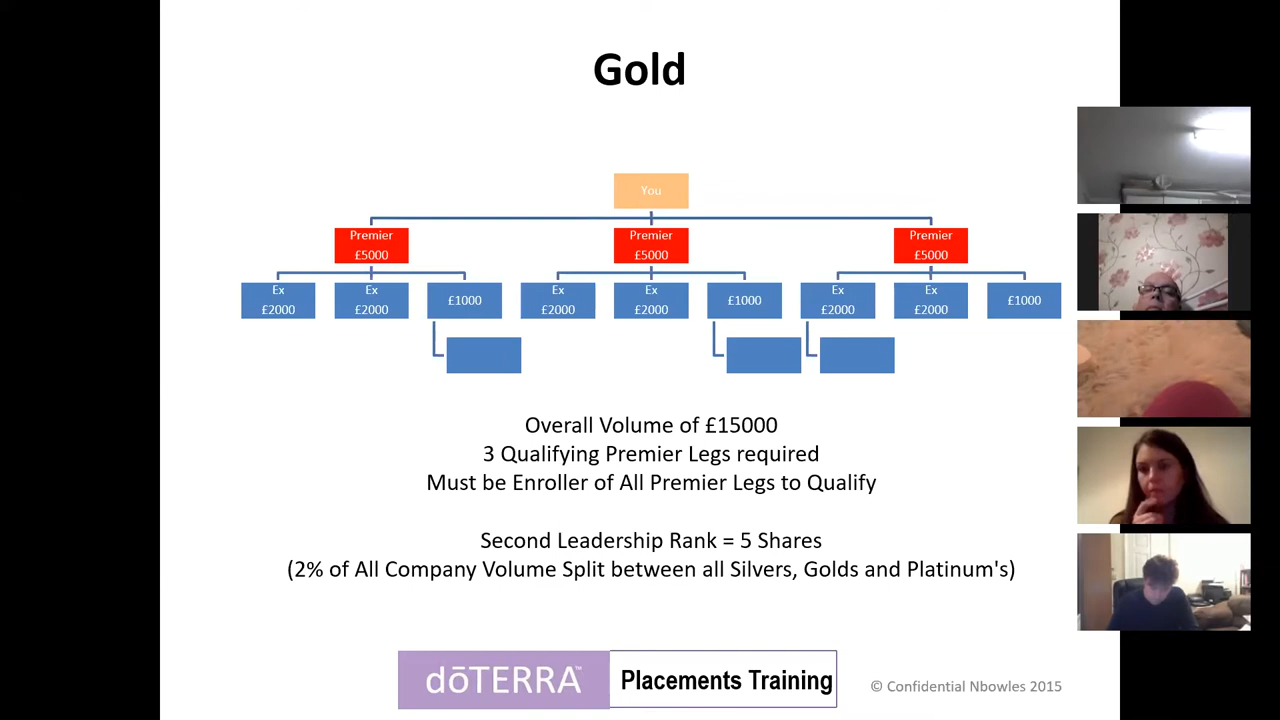 Gold
You
Premier
£5000
Premier
£5000
Premier
£5000
Ex
£2000
Ex
£2000
£1000
Ex
£2000
Ex
£2000
£1000
Ex
£2000
Ex
£2000
£1000
Overall Volume of £15000
3 Qualifying Premier Legs required
Must be Enroller of All Premier Legs to Qualify
Second Leadership Rank = 5 Shares
(2% of All Company Volume Split between all Silvers, Golds and Platinum's)
dōTERRA™ Placements Training
© Confidential Nbowles 2015